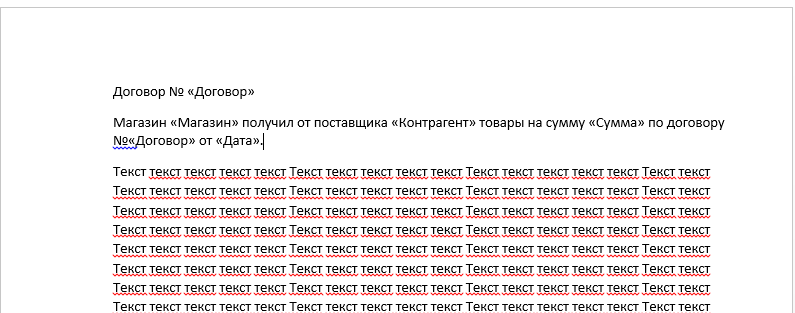 Договор № «Договор»
Магазин «Магазин» получил от поставщика «Контрагент» товары на сумму «Сумма» по договору
№«Договор» от «Дата».
Текст текст текст текст текст Текст текст текст текст текст Текст текст текст текст текст Текст текст
Текст текст текст текст текст Текст текст текст текст текст Текст текст текст текст текст Текст текст
Текст текст текст текст текст Текст текст текст текст текст Текст текст текст текст текст Текст текст
Текст текст текст текст текст Текст текст текст текст текст Текст текст текст текст текст Текст текст
Текст текст текст текст текст Текст текст текст текст текст Текст текст текст текст текст Текст текст
Текст текст текст текст текст Текст текст текст текст текст Текст текст текст текст текст Текст текст
Текст текст текст текст текст Текст текст текст текст текст Текст текст текст текст текст Текст текст
Текст текст текст текст текст Текст текст текст текст текст Текст текст текст текст текст Текст текст